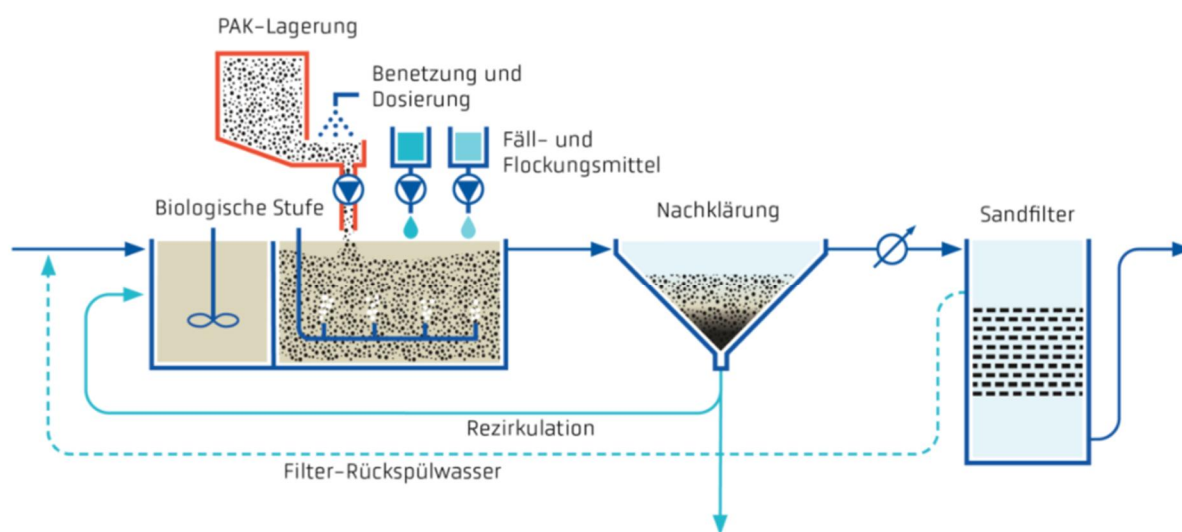 PAK-Lagerung
Benetzung und
Dosierung
Fäll- und
Flockungsmittel
Biologische Stufe
Nachklärung
Sandfilter
Rezirkulation
Filter-Rückspülwasser